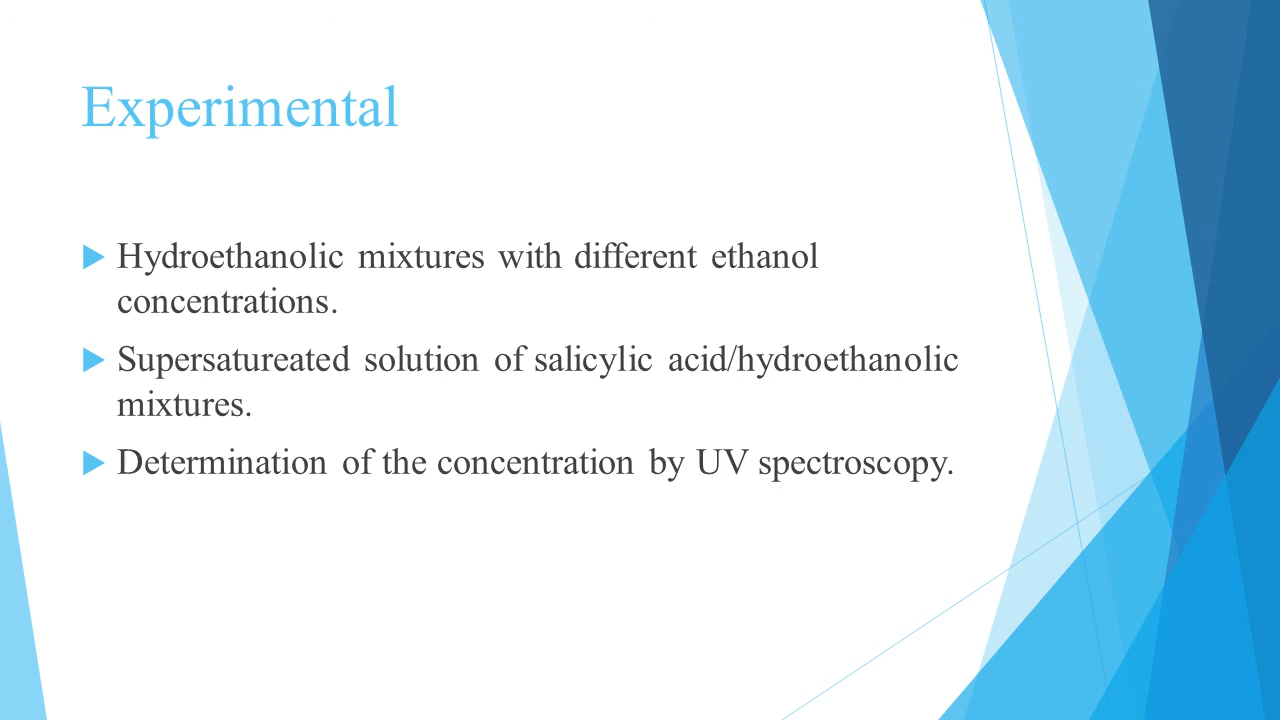 Experimental
Hydroethanolic mixtures with different ethanol
concentrations.
Supersatureated solution of salicylic acid/hydroethanolic
mixtures.
Determination of the concentration by UV spectroscopy.